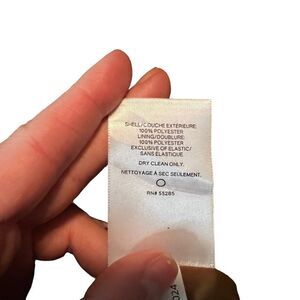 SHELL/COUCHE EXTÉRIEURE:
100% POLYESTER
LINING/DOUBLURE:
100% POLYESTER
EXCLUSIVE OF ELASTIC/
SANS ÉLASTIQUE
DRY CLEAN ONLY.
NETTOYAGE À SEC SEULEMENT.
RN# 55285
024